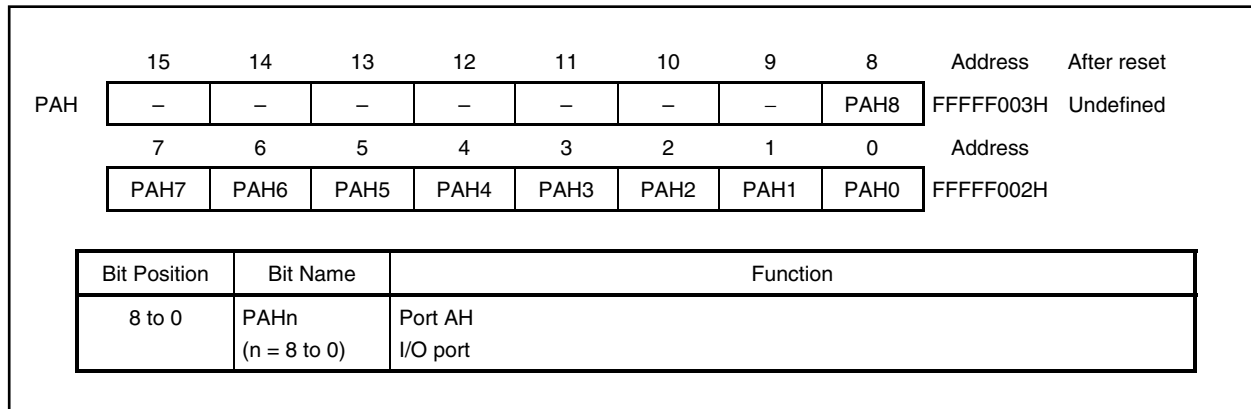 15 14 13 12 11 10 9 8 Address After reset
PAH – – – – – – – PAH8 FFFFF003H Undefined
7 6 5 4 3 2 1 0 Address
PAH7 PAH6 PAH5 PAH4 PAH3 PAH2 PAH1 PAH0 FFFFF002H
Bit Position Bit Name Function
8 to 0 PAHn Port AH
(n = 8 to 0) I/O port